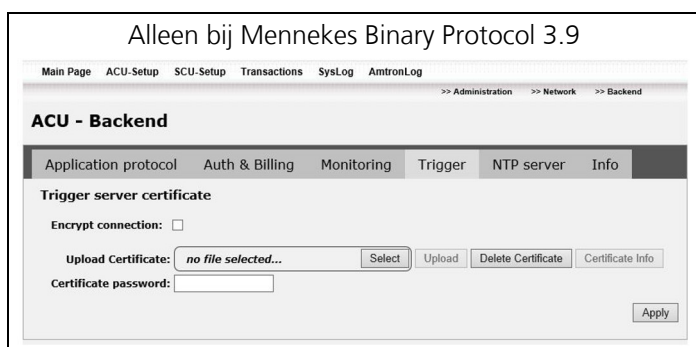 Alleen bij Mennekes Binary Protocol 3.9
Main Page ACU-Setup SCU-Setup Transactions SysLog AmtronLog
>> Administration >> Network >> Backend
ACU - Backend
Application protocol Auth & Billing Monitoring Trigger NTP server Info
Trigger server certificate
Encrypt connection:
Upload Certificate: no file selected... Select Upload Delete Certificate Certificate Info
Certificate password:
Apply